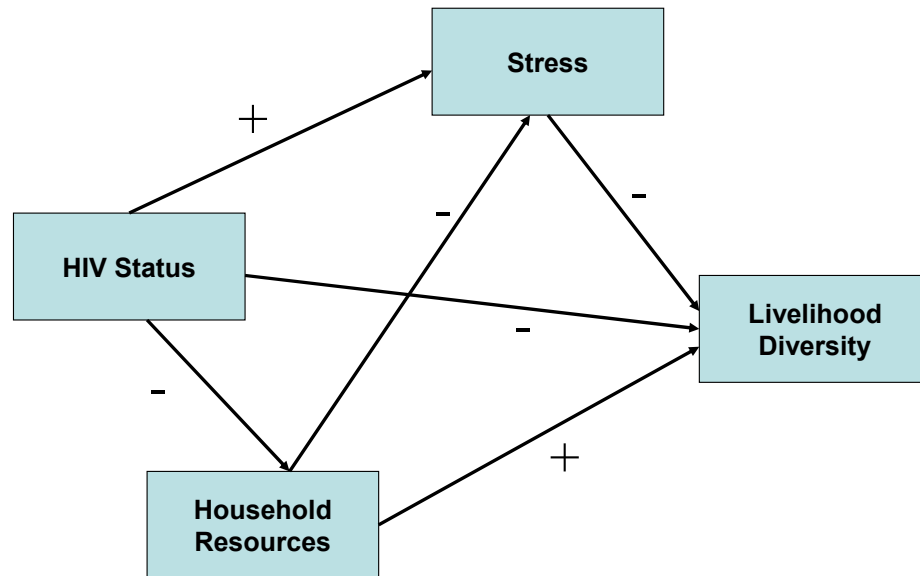 Stress
+
-
-
HIV Status
Livelihood
Diversity
-
-
+
Household
Resources